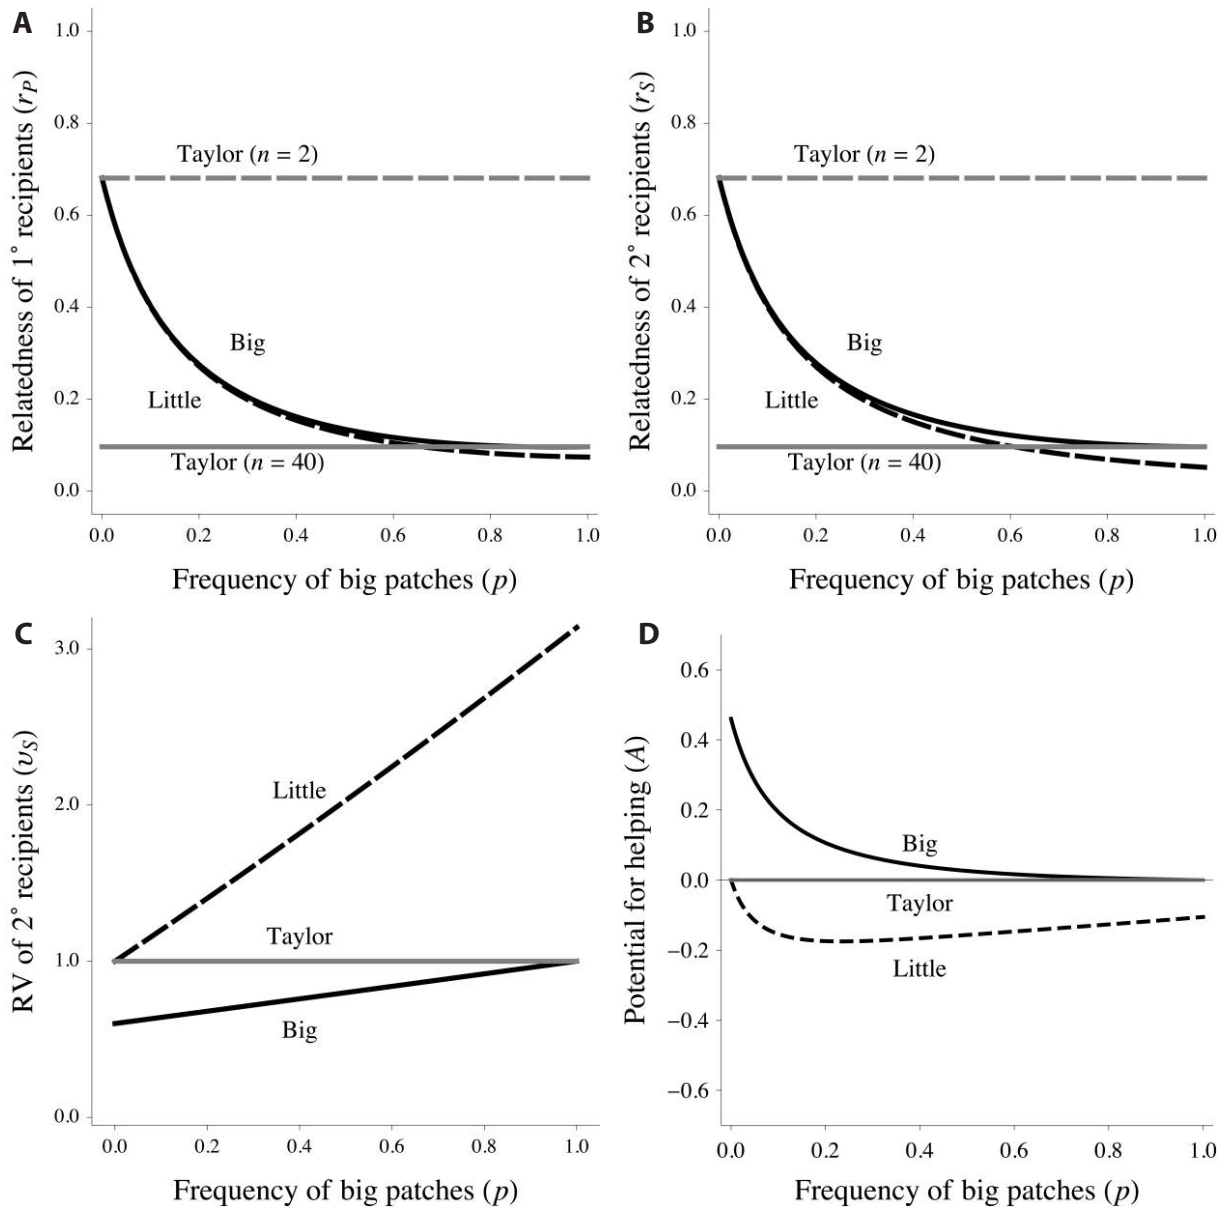 A
Relatedness of 1° recipients (rP)
1.0
0.8
0.6
0.4
0.2
0.0
Taylor (n = 2)
Big
Little
Taylor (n = 40)
0.0 0.2 0.4 0.6 0.8 1.0
Frequency of big patches (p)
B
Relatedness of 2° recipients (rS)
1.0
0.8
0.6
0.4
0.2
0.0
Taylor (n = 2)
Big
Little
Taylor (n = 40)
0.0 0.2 0.4 0.6 0.8 1.0
Frequency of big patches (p)
C
RV of 2° recipients (υS)
3.0
2.0
1.0
0.0
Little
Taylor
Big
0.0 0.2 0.4 0.6 0.8 1.0
Frequency of big patches (p)
D
Potential for helping (A)
0.6
0.4
0.2
0.0
−0.2
−0.4
−0.6
Big
Taylor
Little
0.0 0.2 0.4 0.6 0.8 1.0
Frequency of big patches (p)